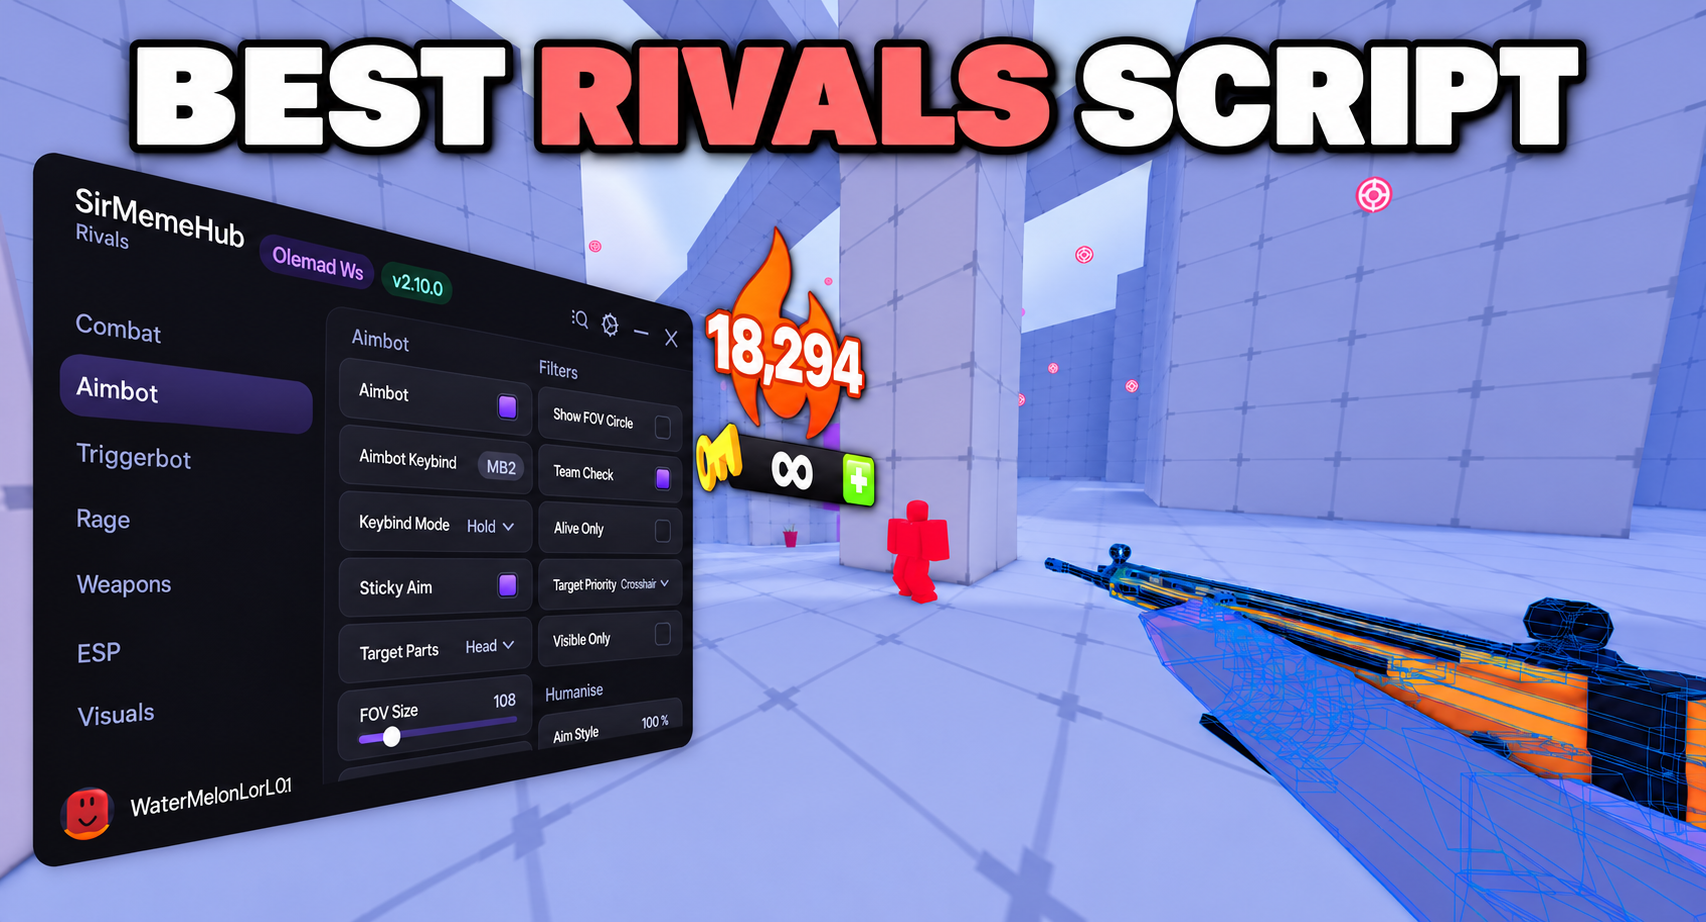 BEST RIVALS SCRIPT
SirMemeHub
Rivals
Olemad Ws
v2.10.0
Combat
Aimbot
Triggerbot
Rage
Weapons
ESP
Visuals
WaterMelonLorL01
Aimbot
Aimbot
Aimbot Keybind MB2
Keybind Mode Hold
Sticky Aim
Target Parts Head
FOV Size 108
Filters
Show FOV Circle
Team Check
Alive Only
Target Priority Crosshair
Visible Only
Humanise
Aim Style 100 %
18,294
∞
+